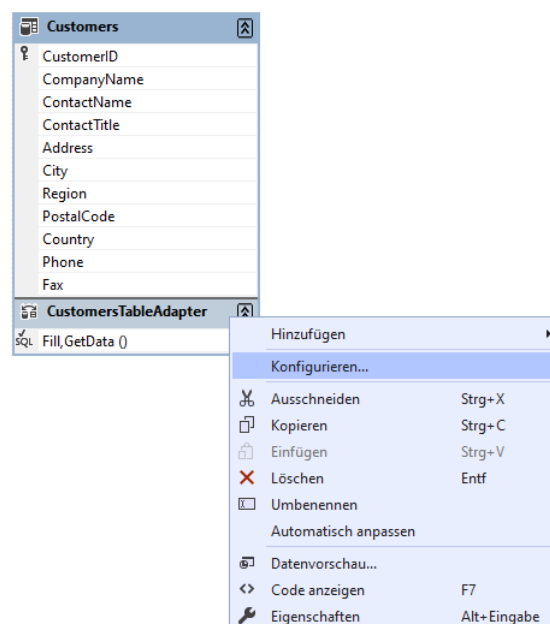 Customers
CustomerID
CompanyName
ContactName
ContactTitle
Address
City
Region
PostalCode
Country
Phone
Fax
CustomersTableAdapter
SQL Fill,GetData ()
Hinzufügen
Konfigurieren...
Ausschneiden Strg+X
Kopieren Strg+C
Einfügen Strg+V
Löschen Entf
Umbenennen
Automatisch anpassen
Datenvorschau...
Code anzeigen F7
Eigenschaften Alt+Eingabe